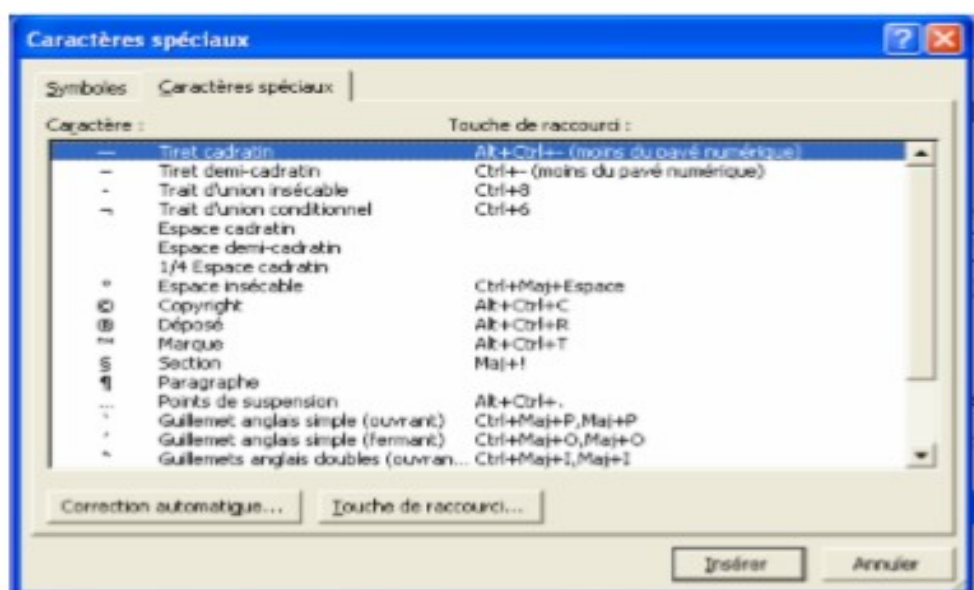 Caractères spéciaux
Symboles Caractères spéciaux
Caractère : Touche de raccourci :
— Tiret cadratin Alt+Ctrl+- (moins du pavé numérique)
– Tiret demi-cadratin Ctrl+- (moins du pavé numérique)
- Trait d'union insécable Ctrl+8
¬ Trait d'union conditionnel Ctrl+6
Espace cadratin
Espace demi-cadratin
1/4 Espace cadratin
° Espace insécable Ctrl+Maj+Espace
© Copyright Alt+Ctrl+C
® Déposé Alt+Ctrl+R
™ Marque Alt+Ctrl+T
§ Section Maj+!
¶ Paragraphe
… Points de suspension Alt+Ctrl+.
‘ Guillemet anglais simple (ouvrant) Ctrl+Maj+P,Maj+P
’ Guillemet anglais simple (fermant) Ctrl+Maj+O,Maj+O
“ Guillemets anglais doubles (ouvran... Ctrl+Maj+I,Maj+I
Correction automatique... Touche de raccourci...
Insérer Annuler